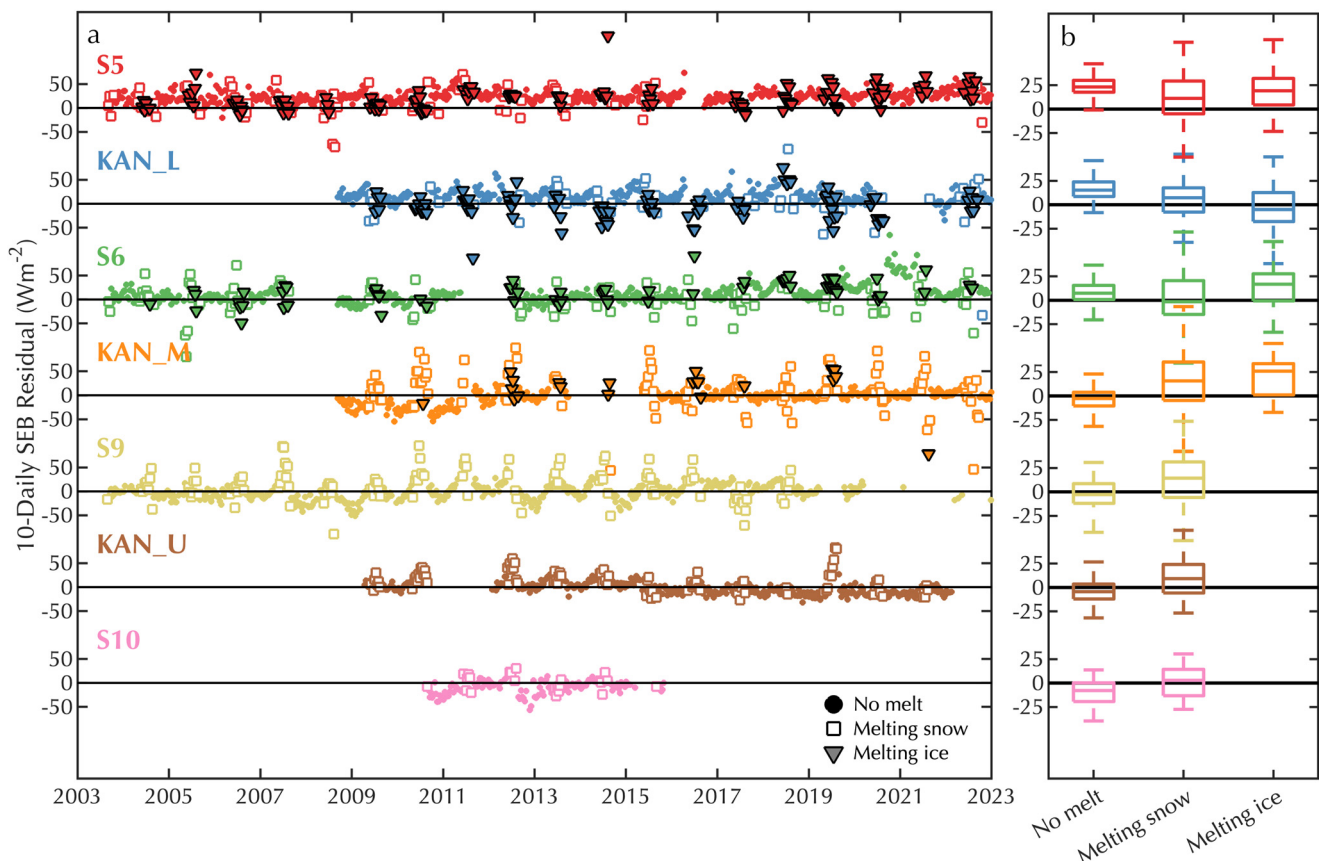 a
b
10-Daily SEB Residual (Wm-2)
S5
50
0
-50
KAN_L
50
0
-50
S6
50
0
-50
KAN_M
50
0
-50
S9
50
0
-50
KAN_U
50
0
-50
S10
50
0
-50
No melt
Melting snow
Melting ice
2003 2005 2007 2009 2011 2013 2015 2017 2019 2021 2023
25
0
-25
25
0
-25
25
0
-25
25
0
-25
25
0
-25
25
0
-25
25
0
-25
No melt
Melting snow
Melting ice